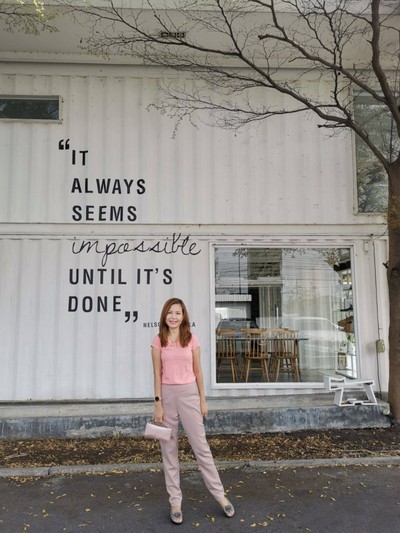 “IT
ALWAYS
SEEMS
impossible
UNTIL IT’S
DONE„